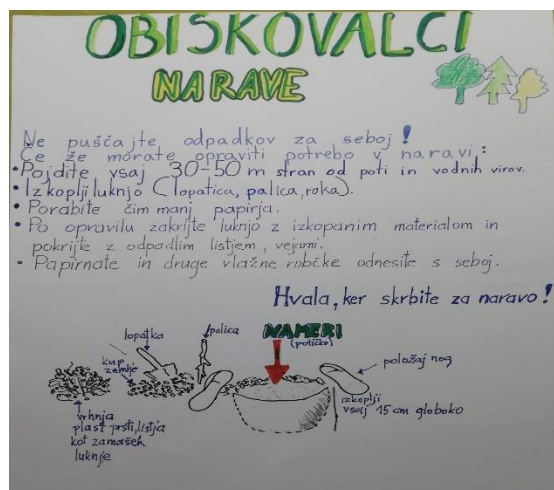 OBISKOVALCI
NARAVE
Ne puščajte odpadkov za seboj!
Če že morate opraviti potrebo v naravi:
• Pojdite vsaj 30-50 m stran od poti in vodnih virov.
• Izkoplji luknjo (lopatica, palica, roka).
• Porabite čim manj papirja.
• Po opravilu zakrijte luknjo z izkopanim materialom in
pokrijte z odpadlim listjem, vejami.
• Papirnate in druge vlažne robčke odnesite s seboj.
Hvala, ker skrbite za naravo!
lopatka
palica
NAMERI
(potičko)
kup
zemlje
položaj nog
vrhnja
plast prsti, listja
kot zamašek
luknje
izkoplji
vsaj 15 cm globoko